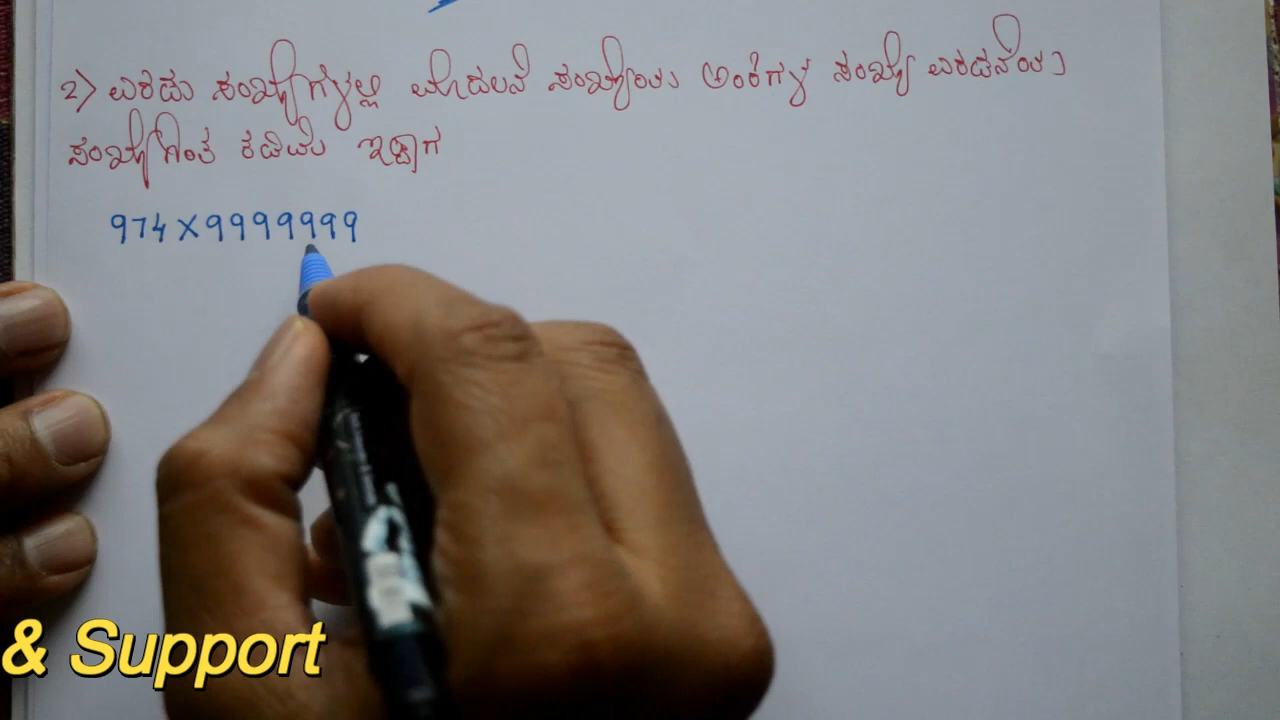 2) ಎರಡು ಸಂಖ್ಯೆಗಳಲ್ಲಿ ಮೊದಲನೆ ಸಂಖ್ಯೆಯ ಅಂಕೆಗಳ ಸಂಖ್ಯೆ ಎರಡನೆಯ
ಸಂಖ್ಯೆಗಿಂತ ಕಡಿಮೆ ಇದ್ದಾಗ
974×9999999
& Support